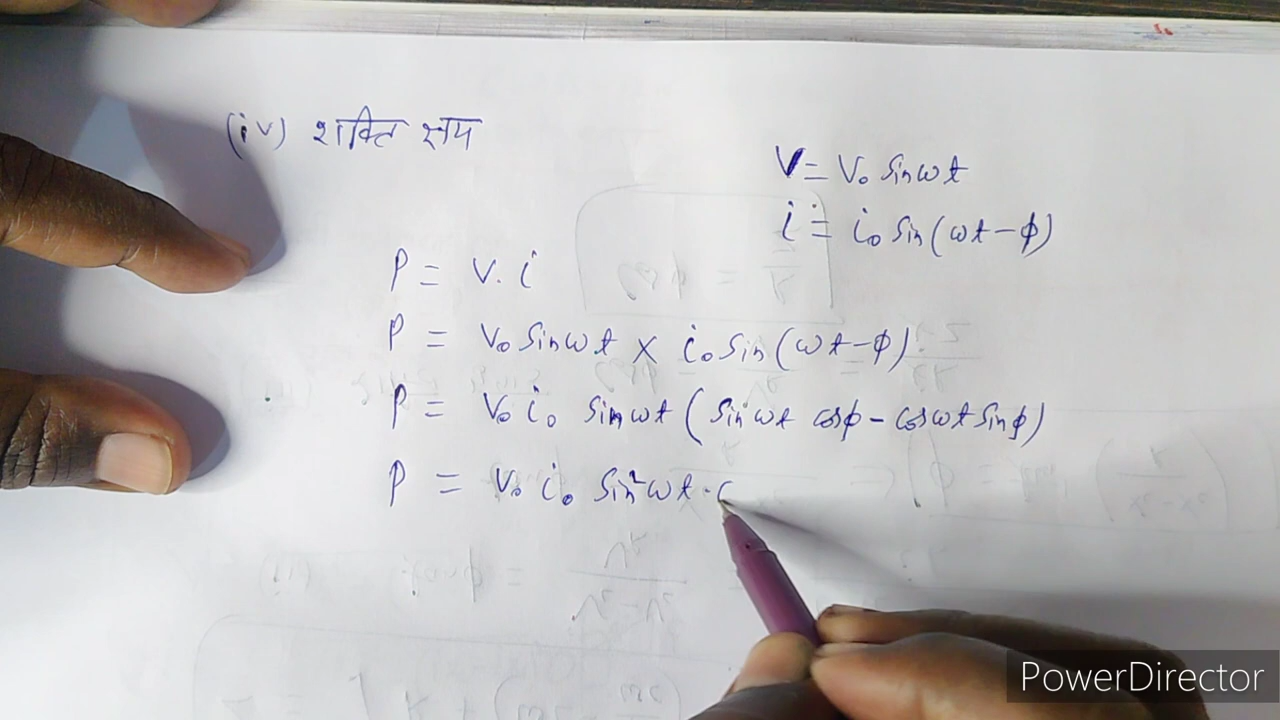 (iv) शक्ति क्षय
V = V₀ sinωt
i = i₀ sin(ωt-ϕ)
P = V. i
P = V₀ sinωt × i₀ sin(ωt-ϕ)
P = V₀ i₀ sinωt ( sinωt cosϕ - cosωt sinϕ)
P = V₀ i₀ sin²ωt . c
PowerDirector